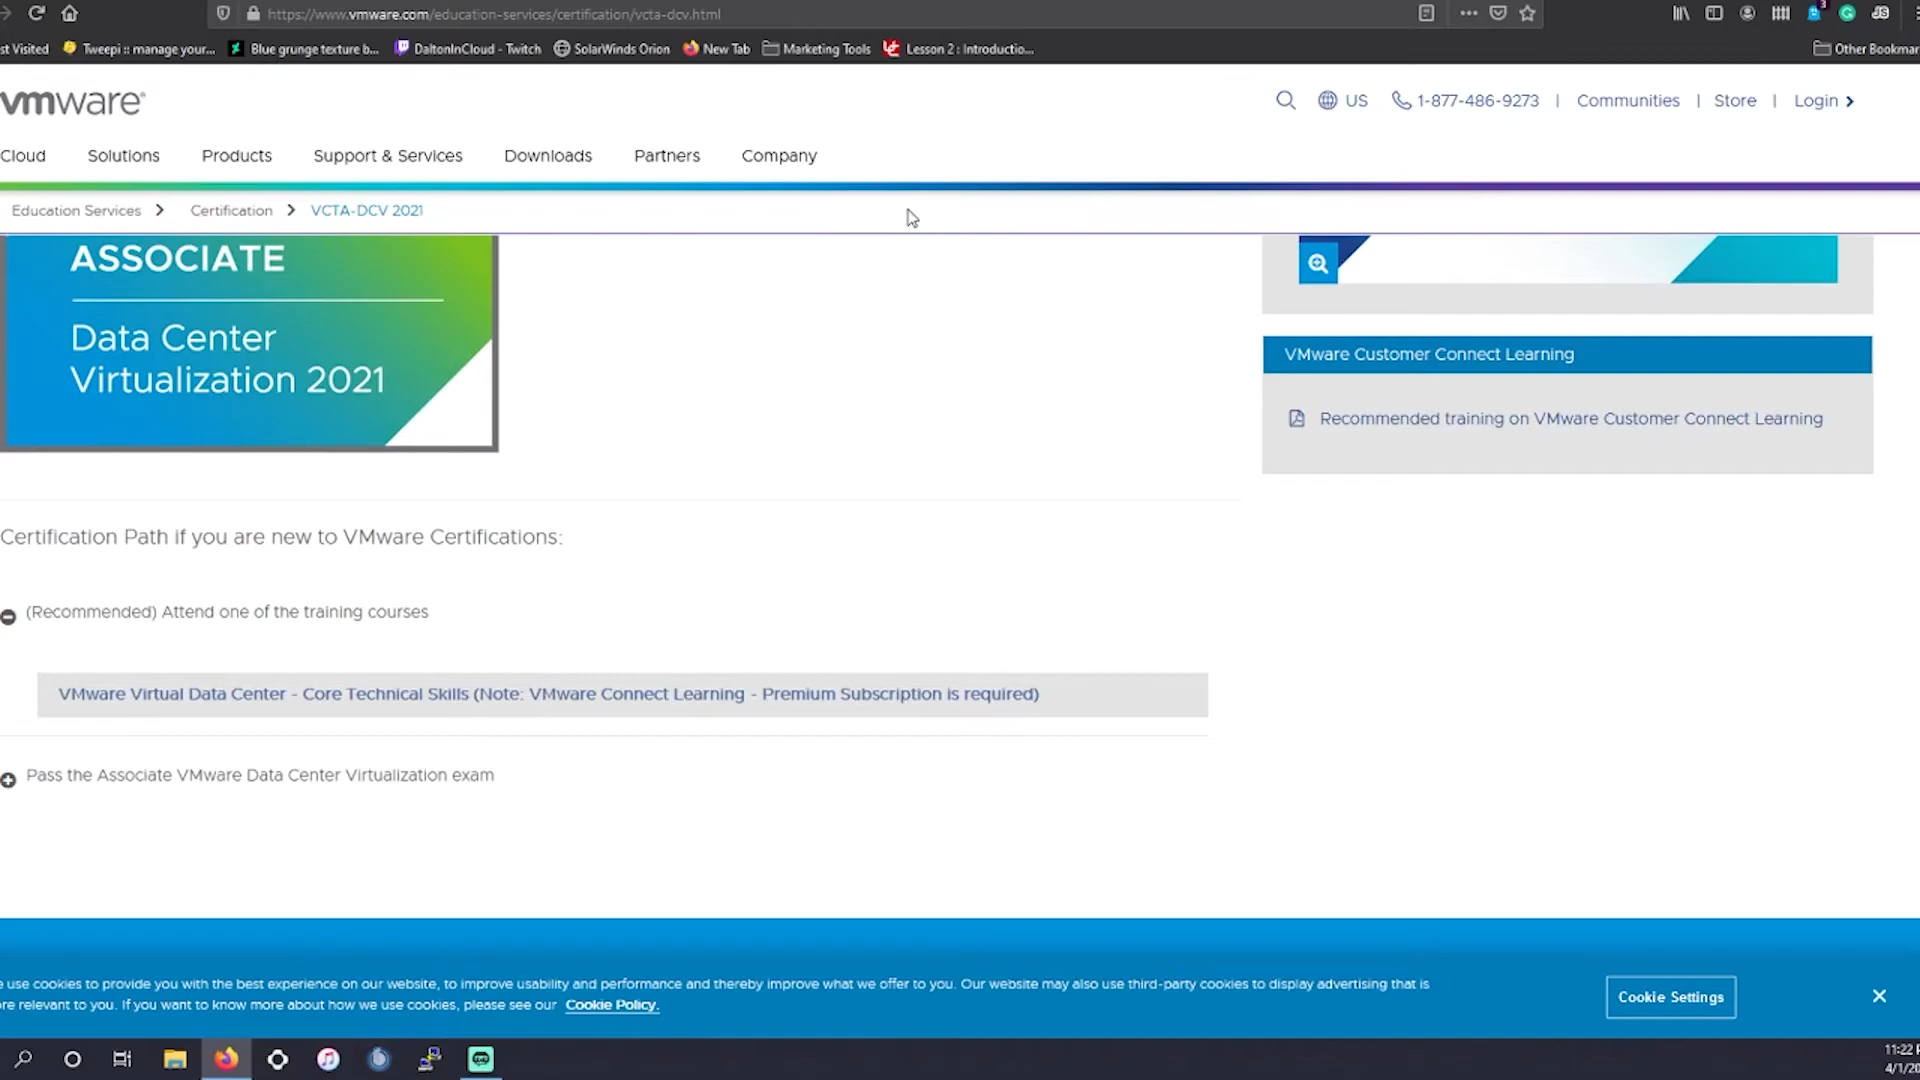 https://www.vmware.com/education-services/certification/vcta-dcv.html
3
JS
st Visited
Tweepi :: manage your...
Blue grunge texture b...
DaltonInCloud - Twitch
SolarWinds Orion
New Tab
Marketing Tools
Lesson 2 : Introductio...
Other Bookmar
vmware®
US
1-877-486-9273
|
Communities
|
Store
|
Login
Cloud
Solutions
Products
Support & Services
Downloads
Partners
Company
Education Services
Certification
VCTA-DCV 2021
ASSOCIATE
Data Center
Virtualization 2021
VMware Customer Connect Learning
Recommended training on VMware Customer Connect Learning
Certification Path if you are new to VMware Certifications:
(Recommended) Attend one of the training courses
VMware Virtual Data Center - Core Technical Skills (Note: VMware Connect Learning - Premium Subscription is required)
Pass the Associate VMware Data Center Virtualization exam
e use cookies to provide you with the best experience on our website, to improve usability and performance and thereby improve what we offer to you. Our website may also use third-party cookies to display advertising that is
ore relevant to you. If you want to know more about how we use cookies, please see our Cookie Policy.
Cookie Settings
11:22 P
4/1/20